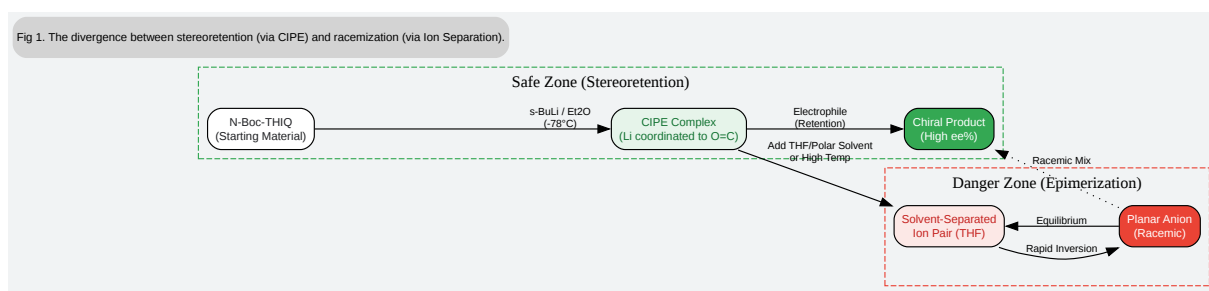 Fig 1. The divergence between stereoretention (via CIPE) and racemization (via Ion Separation).
Safe Zone (Stereoretention)
N-Boc-THIQ
(Starting Material)
s-BuLi / Et2O
(-78°C)
CIPE Complex
(Li coordinated to O=C)
Electrophile
(Retention)
Chiral Product
(High ee%)
Add THF/Polar Solvent
or High Temp
Racemic Mix
Danger Zone (Epimerization)
Solvent-Separated
Ion Pair (THF)
Equilibrium
Rapid Inversion
Planar Anion
(Racemic)